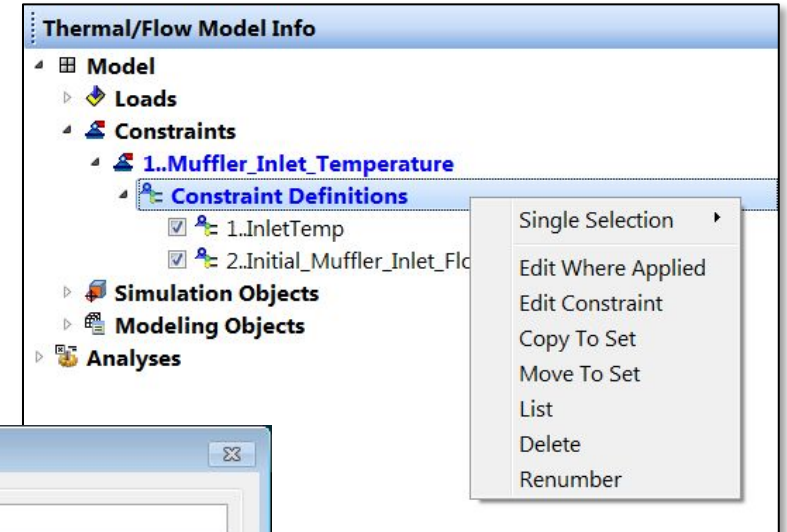 Thermal/Flow Model Info
Model
Loads
Constraints
1..Muffler_Inlet_Temperature
Constraint Definitions
1..InletTemp
2..Initial_Muffler_Inlet_Flo
Simulation Objects
Modeling Objects
Analyses
Single Selection
Edit Where Applied
Edit Constraint
Copy To Set
Move To Set
List
Delete
Renumber